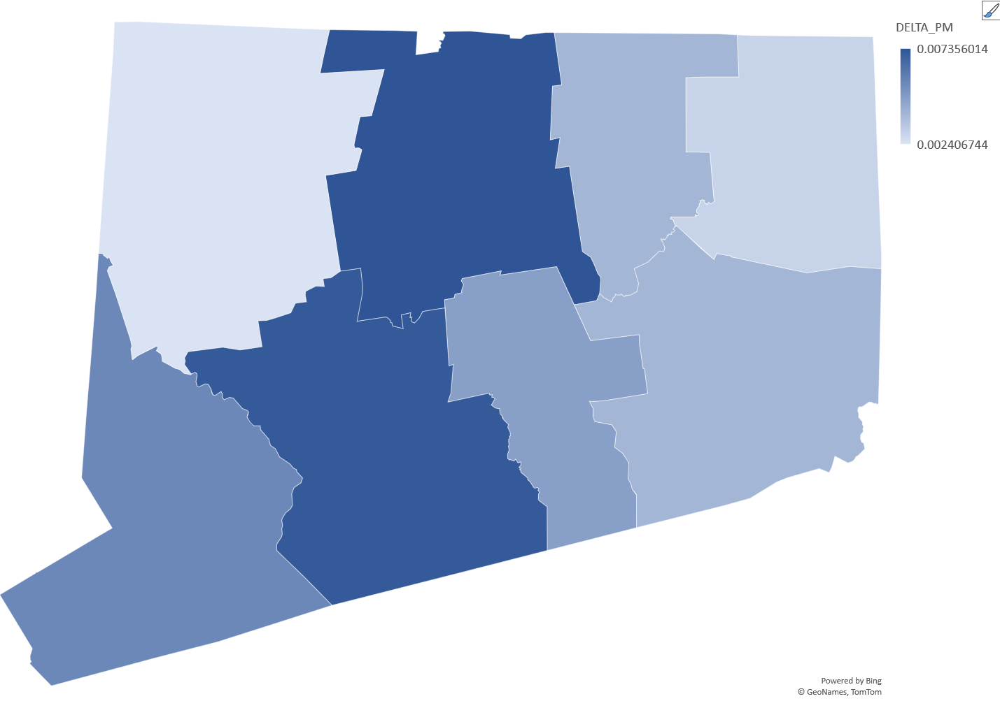 DELTA_PM
0.007356014
0.002406744
Powered by Bing
© GeoNames, TomTom